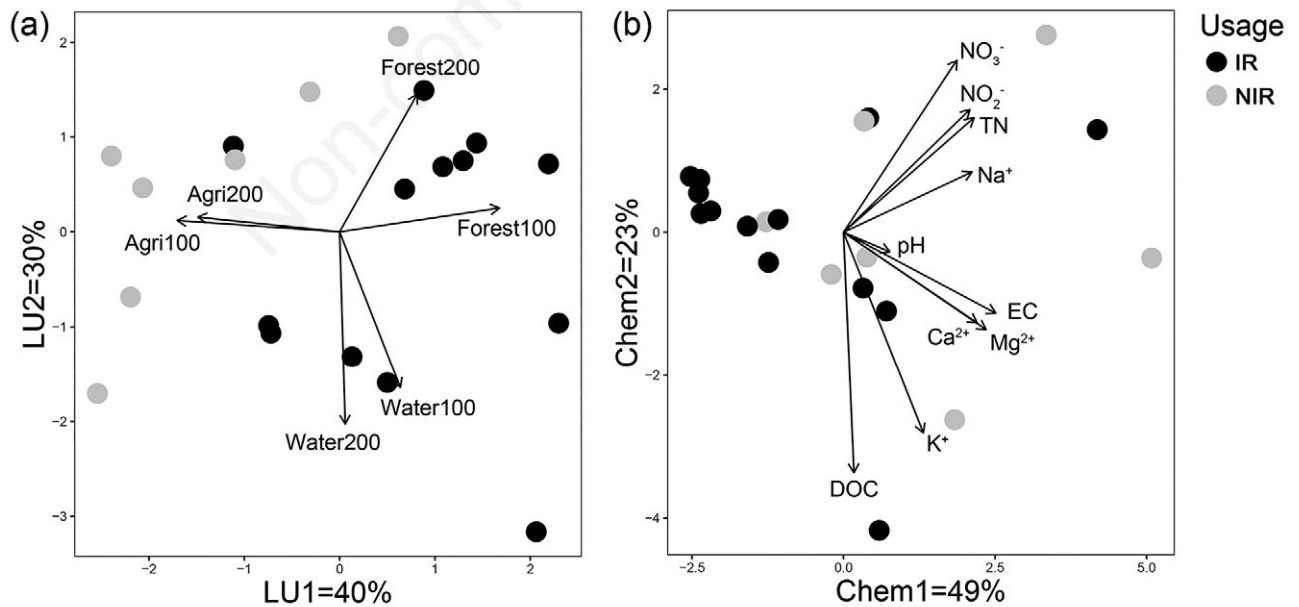 (a)
2
1
0
−1
−2
−3
LU2=30%
−2
−1
0
1
2
LU1=40%
Forest200
Agri200
Agri100
Forest100
Water100
Water200
Non-com
(b)
2
0
−2
−4
Chem2=23%
−2.5
0.0
2.5
5.0
Chem1=49%
NO₃⁻
NO₂⁻
TN
Na⁺
pH
EC
Ca²⁺
Mg²⁺
K⁺
DOC
Usage
IR
NIR